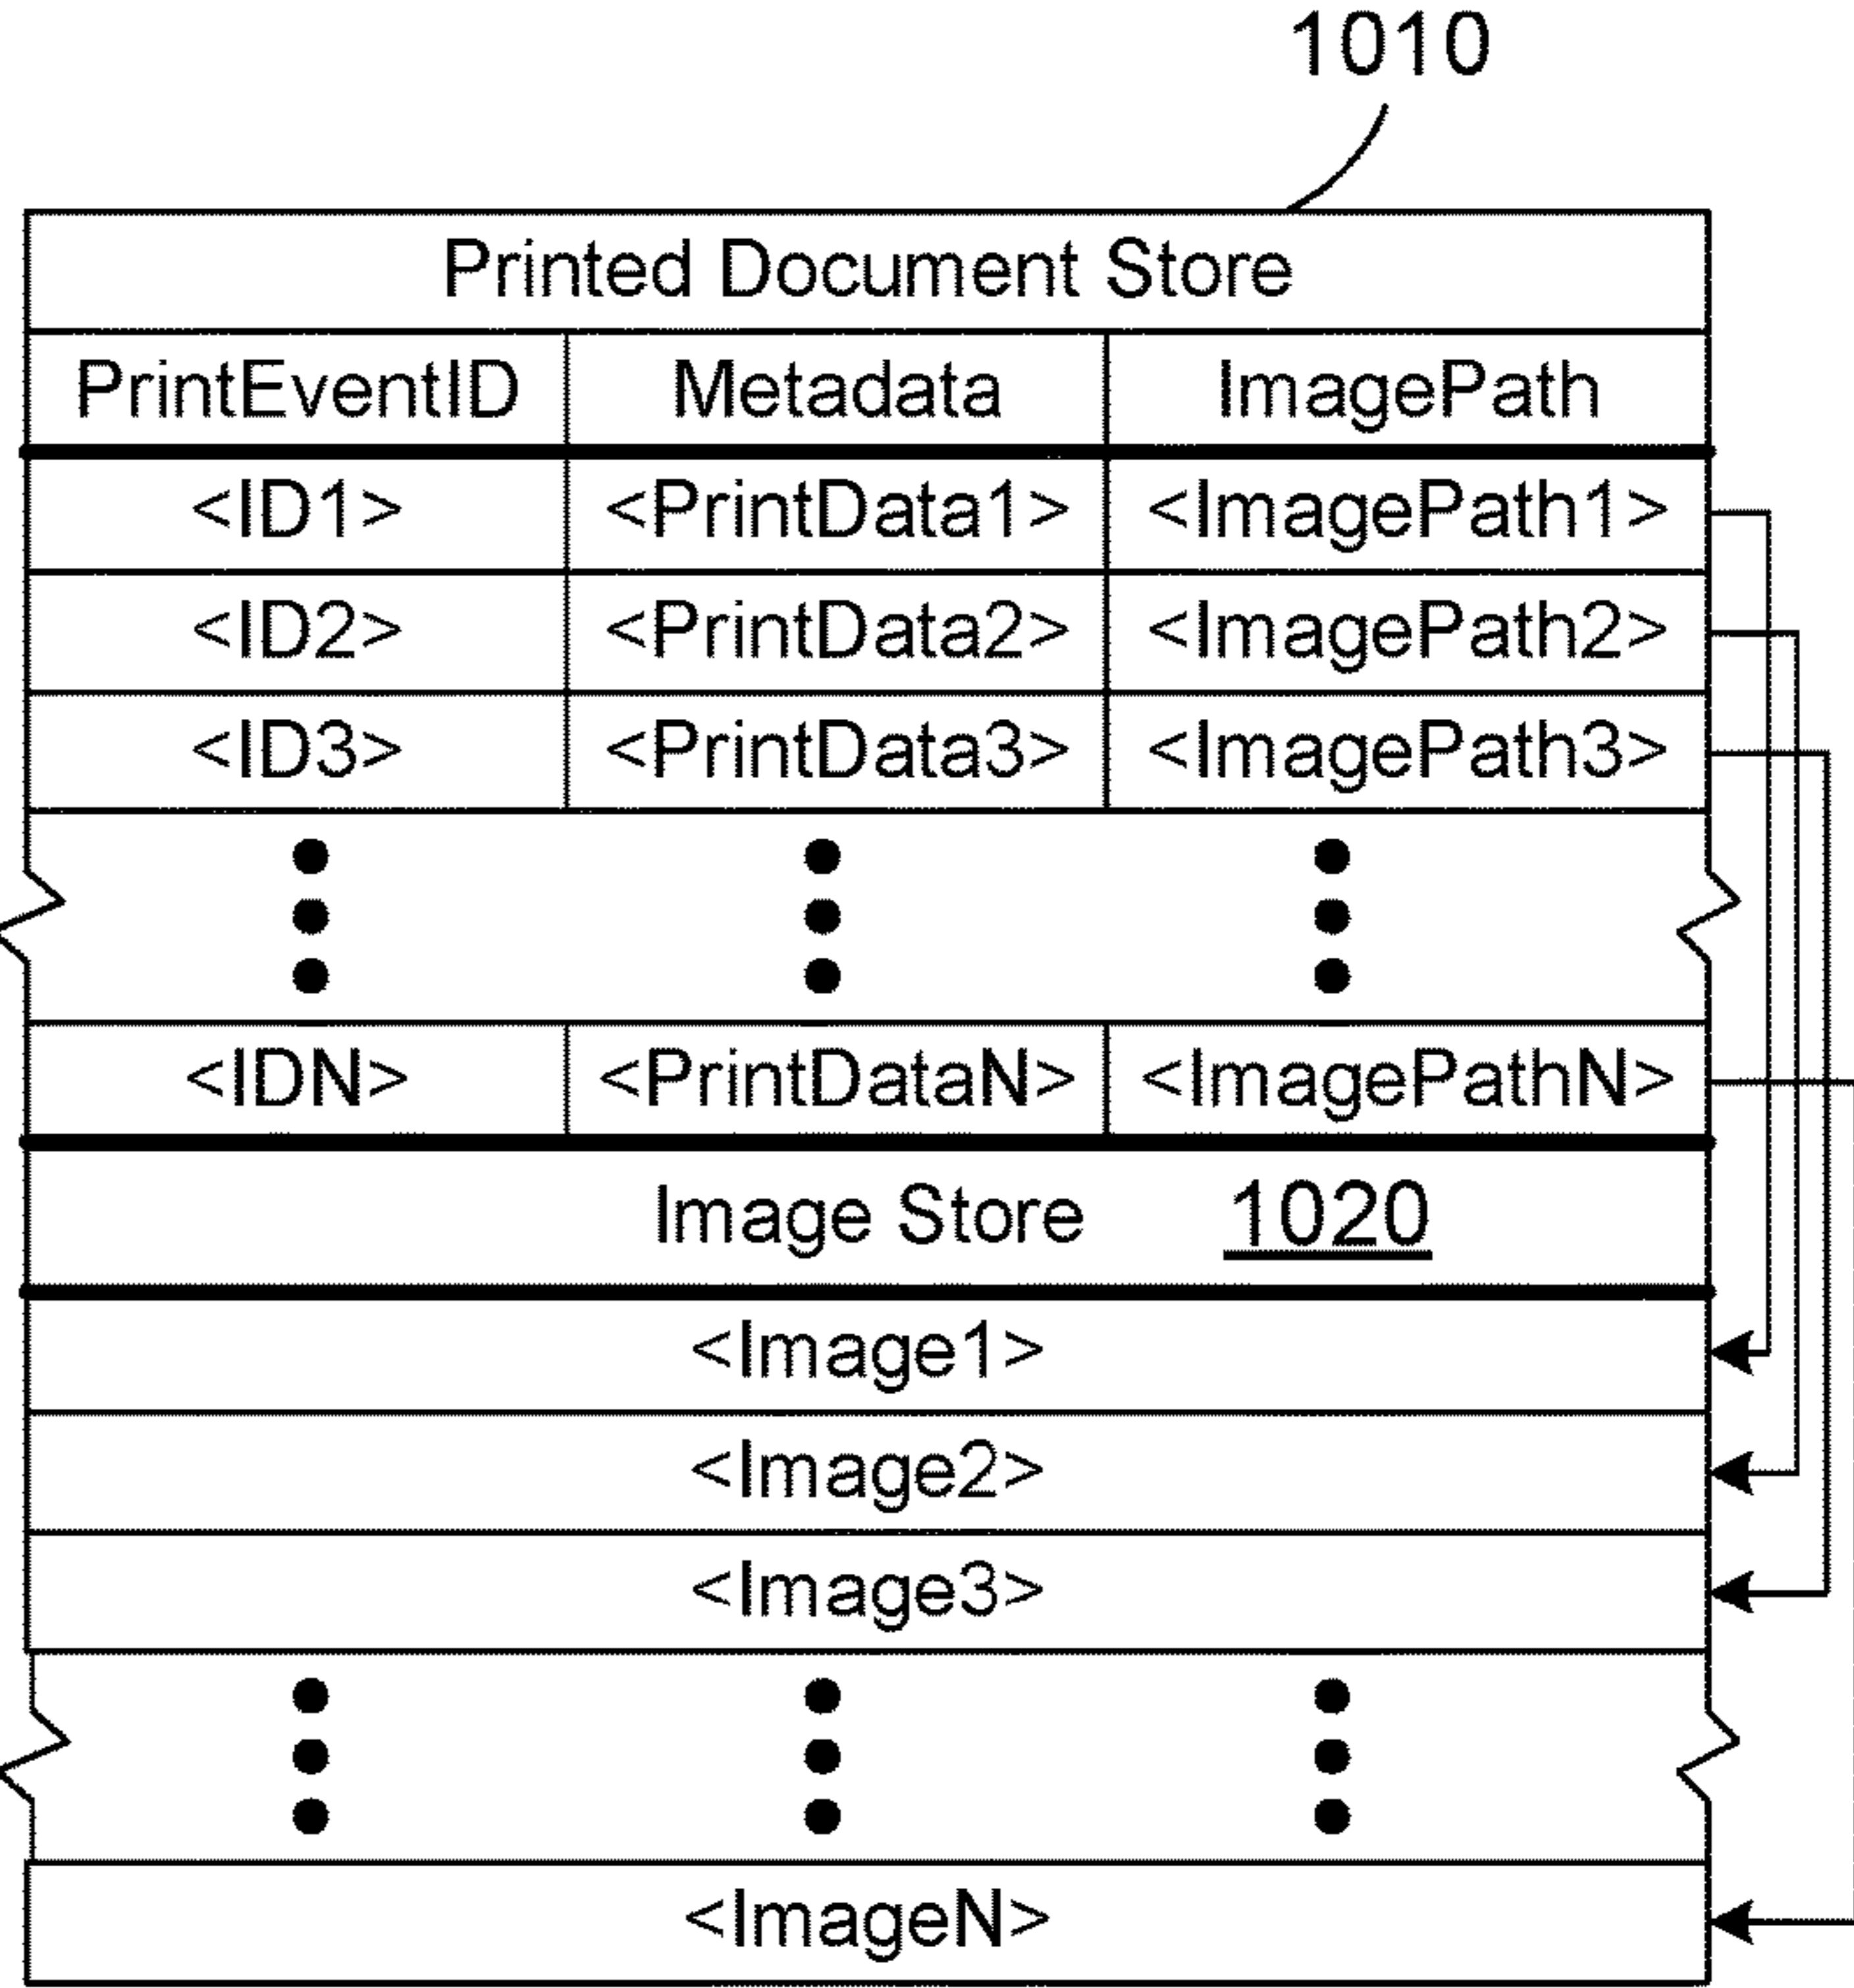 1010
Printed Document Store
PrintEventID Metadata ImagePath
<ID1> <PrintData1> <ImagePath1>
<ID2> <PrintData2> <ImagePath2>
<ID3> <PrintData3> <ImagePath3>
<IDN> <PrintDataN> <ImagePathN>
Image Store 1020
<Image1>
<Image2>
<Image3>
<ImageN>